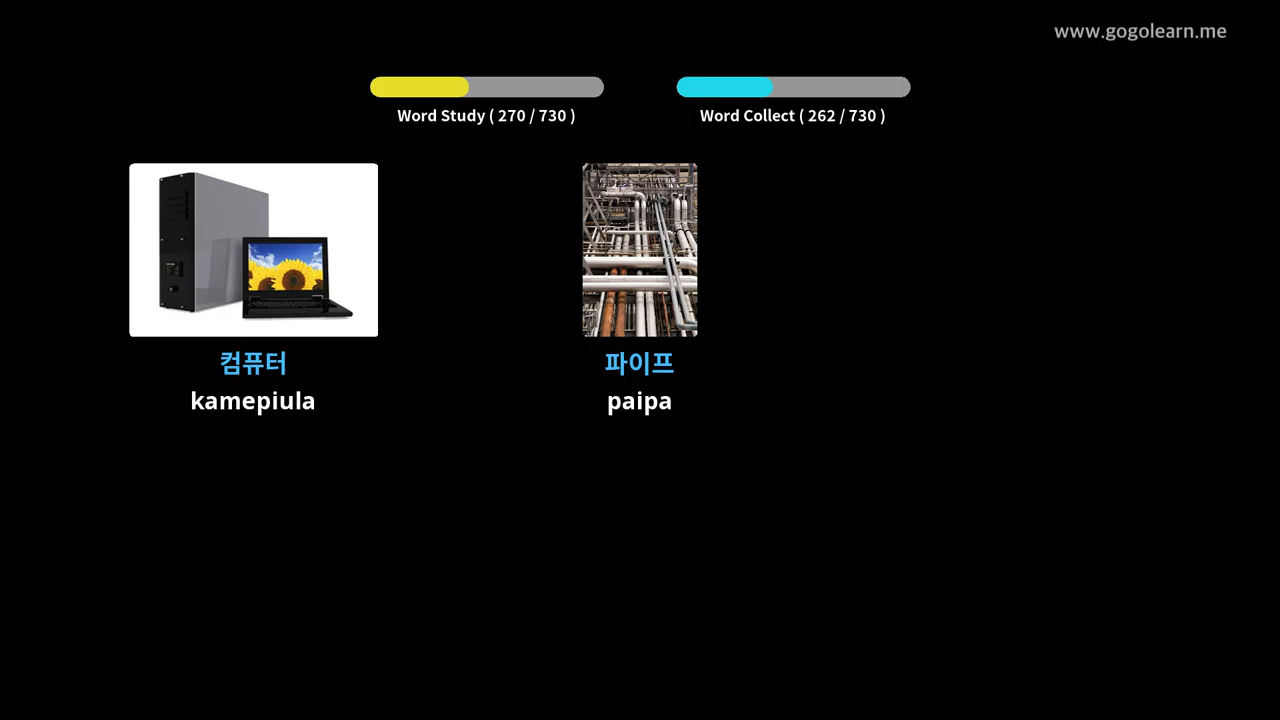 www.gogolearn.me
Word Study ( 270 / 730 )
Word Collect ( 262 / 730 )
컴퓨터
kamepiula
파이프
paipa